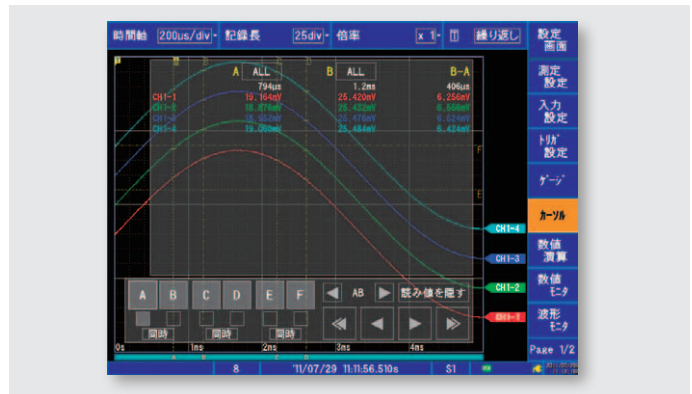 時間軸 200us/div 記録長 25div 倍率 x 1 繰り返し
設定
画面
測定
設定
入力
設定
トリガ
設定
ゲージ
カーソル
数値
演算
数値
モニタ
波形
モニタ
Page 1/2
A ALL B ALL B-A
794us 1.2ms 406us
CH1-1 19.164mV 25.420mV 6.256mV
CH1-2
CH1-3
CH1-4 19.060mV 25.484mV 6.424mV
F
E
CH1-4
CH1-3
CH1-2
CH1-1
A B C D E F AB 読み値を隠す
同時 同時 同時
0s 1ms 2ms 3ms 4ms
8 '11/07/29 11:11:56.510s S1